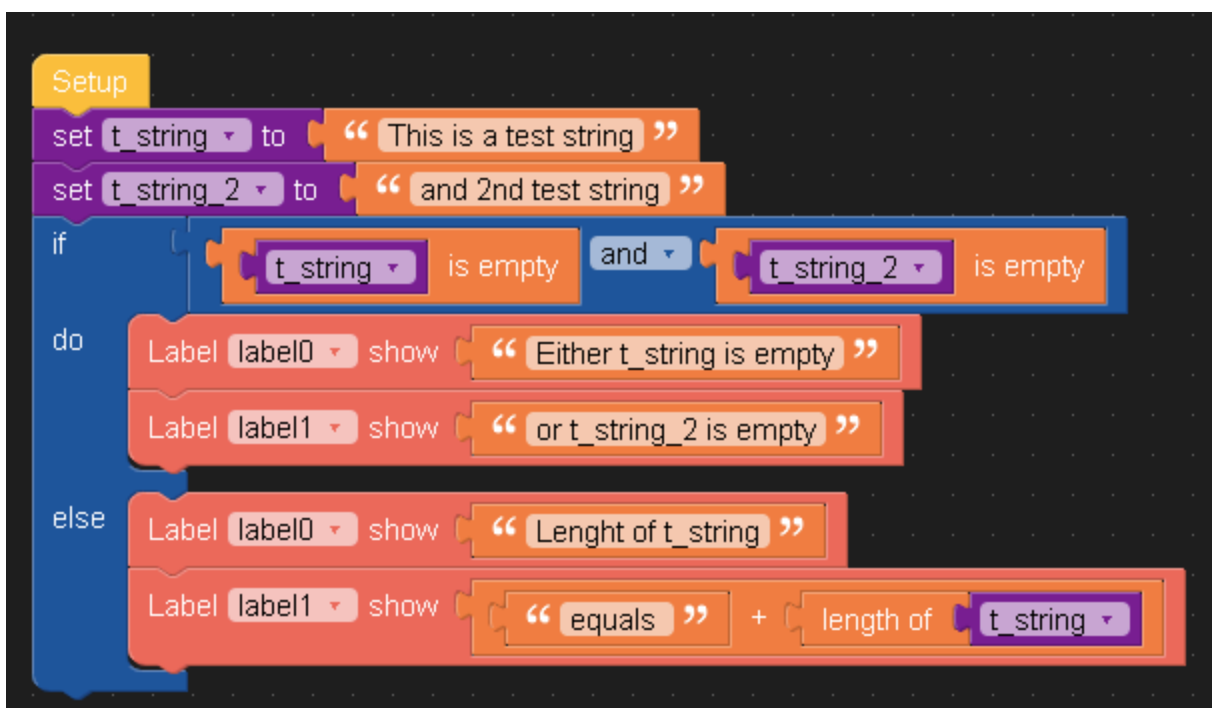 Setup
set t_string to “ This is a test string ”
set t_string_2 to “ and 2nd test string ”
if t_string is empty and t_string_2 is empty
do Label label0 show “ Either t_string is empty ”
Label label1 show “ or t_string_2 is empty ”
else Label label0 show “ Lenght of t_string ”
Label label1 show “ equals ” + length of t_string